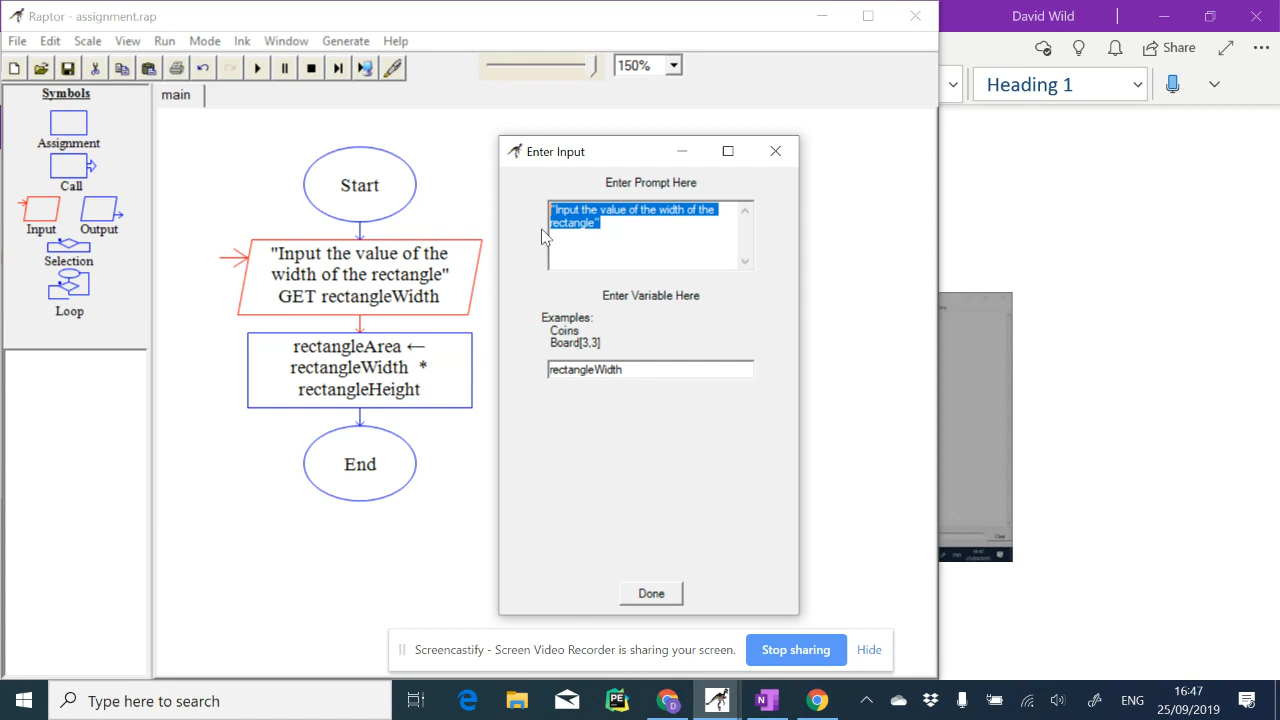 Raptor - assignment.rap
David Wild
File Edit Scale View Run Mode Ink Window Generate Help
Share
150%
Heading 1
Symbols
main
Assignment
Call
Input
Output
Selection
Loop
Start
"Input the value of the
width of the rectangle"
GET rectangleWidth
rectangleArea ←
rectangleWidth *
rectangleHeight
End
Enter Input
Enter Prompt Here
"Input the value of the width of the
rectangle"
Enter Variable Here
Examples:
Coins
Board[3,3]
rectangleWidth
Done
Screencastify - Screen Video Recorder is sharing your screen.
Stop sharing
Hide
Type here to search
ENG
16:47
25/09/2019